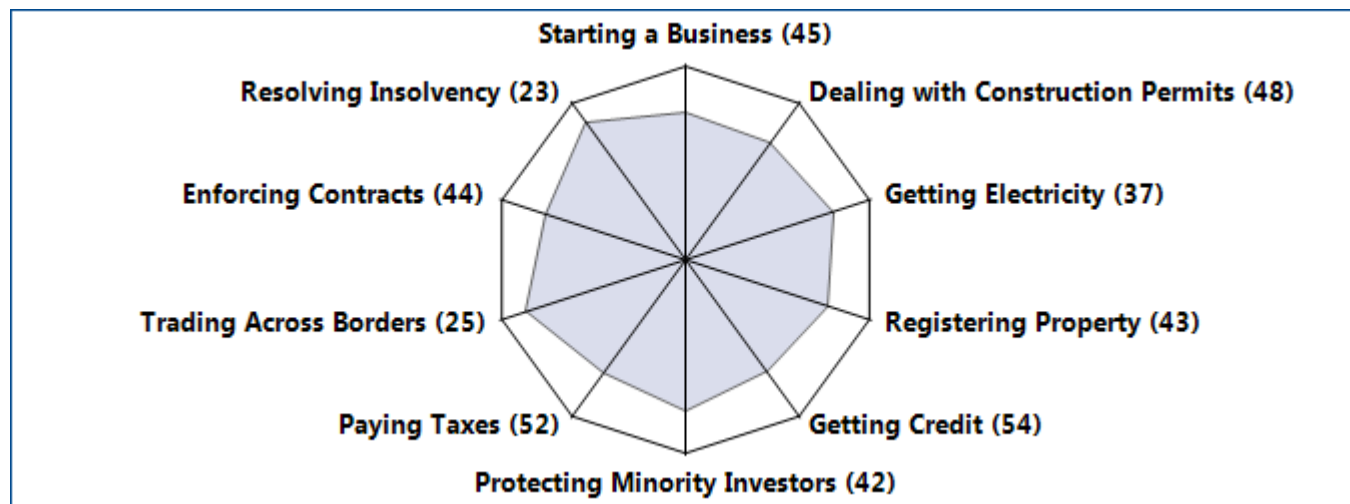 Starting a Business (45)
Resolving Insolvency (23)
Dealing with Construction Permits (48)
Enforcing Contracts (44)
Getting Electricity (37)
Trading Across Borders (25)
Registering Property (43)
Paying Taxes (52)
Getting Credit (54)
Protecting Minority Investors (42)